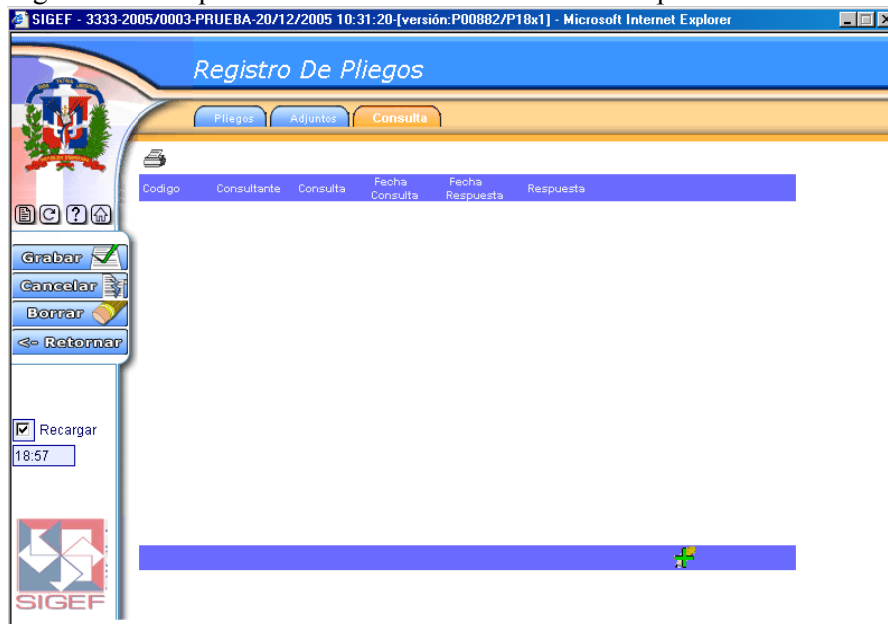 SIGEF - 3333-2005/0003-PRUEBA-20/12/2005 10:31:20-[versión:P00882/P18x1] - Microsoft Internet Explorer
Registro De Pliegos
Pliegos Adjuntos Consulta
Codigo Consultante Consulta Fecha Consulta Fecha Respuesta Respuesta
Grabar
Cancelar
Borrar
<- Retornar
Recargar
18:57
SIGEF